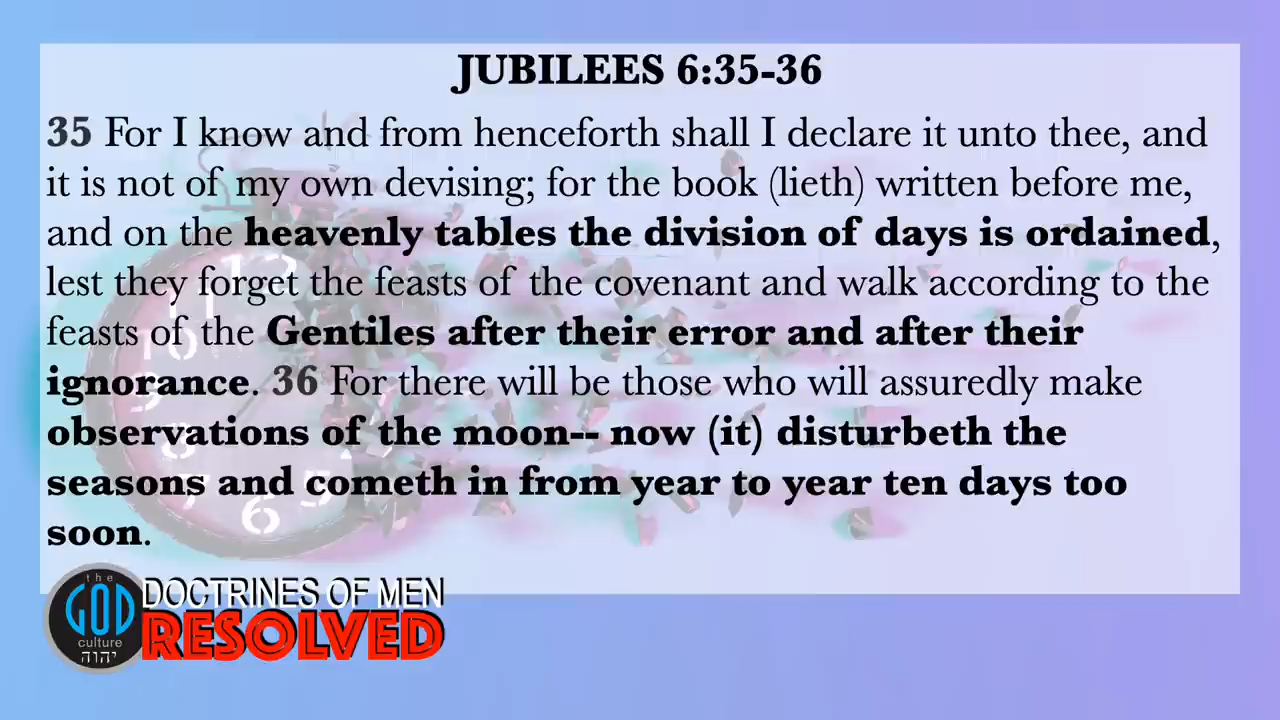 JUBILEES 6:35-36
35 For I know and from henceforth shall I declare it unto thee, and
it is not of my own devising; for the book (lieth) written before me,
and on the heavenly tables the division of days is ordained,
lest they forget the feasts of the covenant and walk according to the
feasts of the Gentiles after their error and after their
ignorance. 36 For there will be those who will assuredly make
observations of the moon-- now (it) disturbeth the
seasons and cometh in from year to year ten days too
soon.
the
GOD
culture
יהוה
DOCTRINES OF MEN
RESOLVED